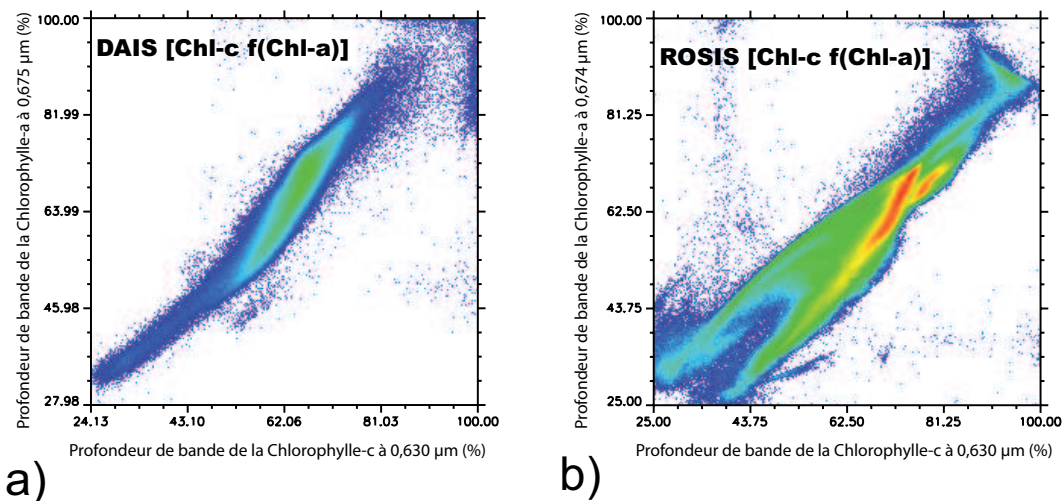 DAIS [Chl-c f(Chl-a)]
Profondeur de bande de la Chlorophylle-a à 0,675 µm (%)
100.00
81.99
63.99
45.98
27.98
24.13 43.10 62.06 81.03 100.00
Profondeur de bande de la Chlorophylle-c à 0,630 µm (%)
a)
ROSIS [Chl-c f(Chl-a)]
Profondeur de bande de la Chlorophylle-a à 0,674 µm (%)
100.00
81.25
62.50
43.75
25.00
25.00 43.75 62.50 81.25 100.00
Profondeur de bande de la Chlorophylle-c à 0,630 µm (%)
b)